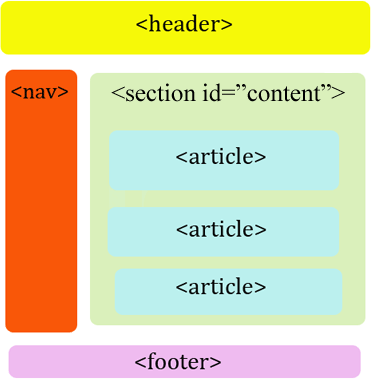 <header>
<nav>
<section id=”content”>
<article>
<article>
<article>
<footer>